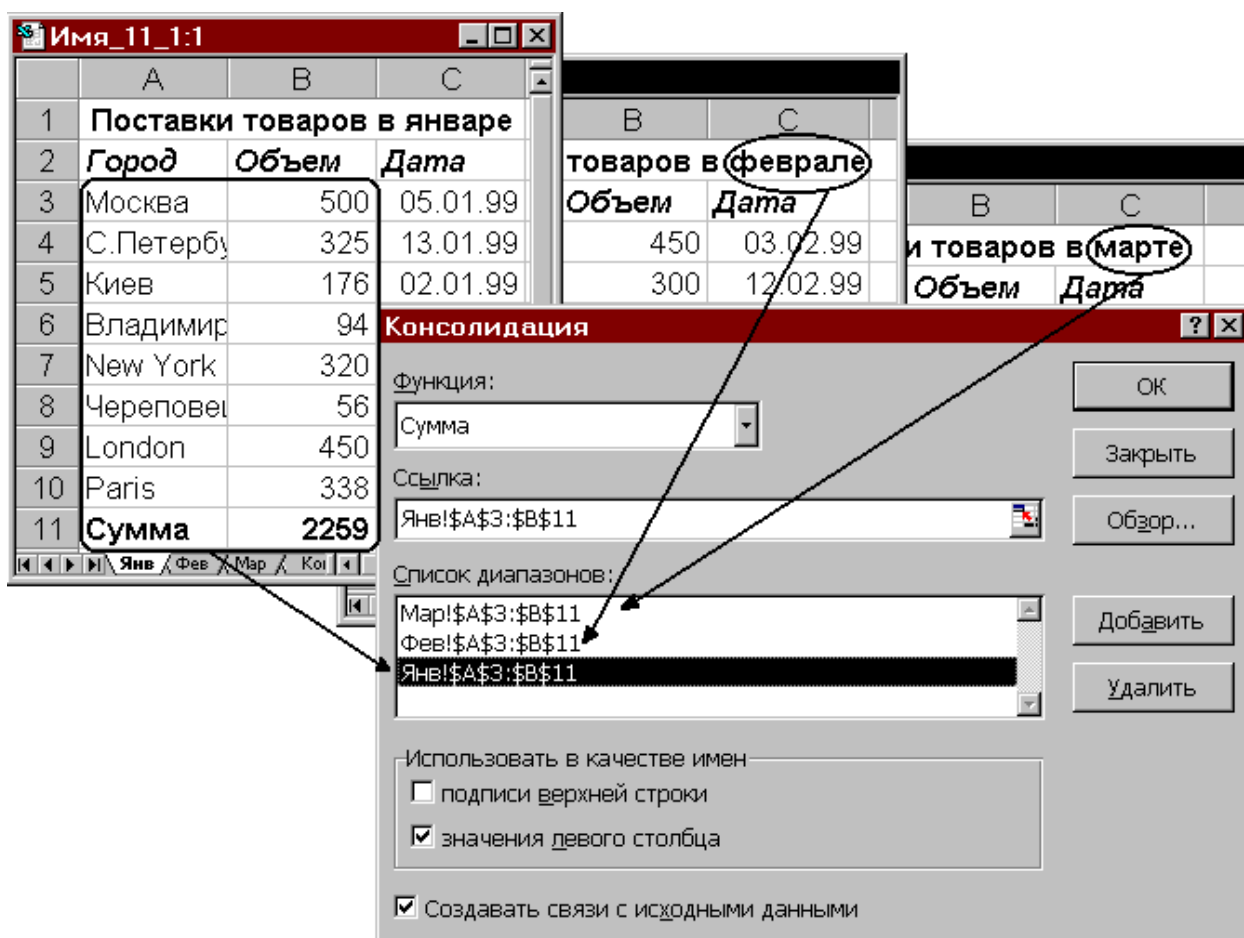 Имя_11_1:1
A B C
1 Поставки товаров в январе
2 Город Объем Дата
3 Москва 500 05.01.99
4 С.Петербу 325 13.01.99
5 Киев 176 02.01.99
6 Владимир 94
7 New York 320
8 Черепове
9 London 450
10 Paris 338
11 Сумма 2259
Янв Фев Мар
B C
товаров в феврале
Объем Дата
450 03.02.99
300 12.02.99
B C
и товаров в марте
Объем Дата
Консолидация
Функция:
Сумма
Ссылка:
Янв!$A$3:$B$11
Список диапазонов:
Мар!$A$3:$B$11
Фев!$A$3:$B$11
Янв!$A$3:$B$11
Использовать в качестве имен
подписи верхней строки
значения левого столбца
Создавать связи с исходными данными
ОК
Закрыть
Обзор...
Добавить
Удалить